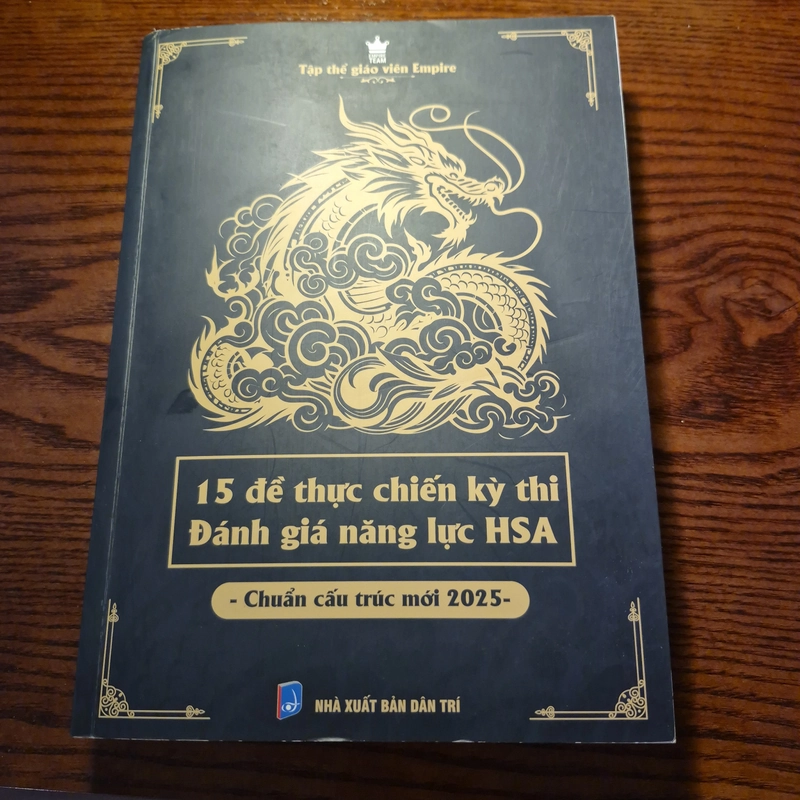 TEAM
Tập thể giáo viên Empire
15 đề thực chiến kỳ thi
Đánh giá năng lực HSA
- Chuẩn cấu trúc mới 2025-
NHÀ XUẤT BẢN DÂN TRÍ